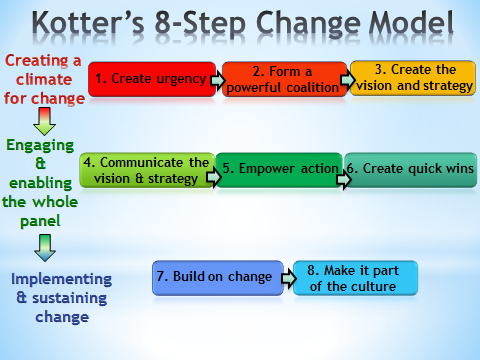 Kotter's 8-Step Change Model
Creating a
climate
for change
1. Create urgency
2. Form a
powerful coalition
3. Create the
vision and strategy
Engaging
&
enabling
the whole
panel
4. Communicate the
vision & strategy
5. Empower action
6. Create quick wins
Implementing
& sustaining
change
7. Build on change
8. Make it part
of the culture